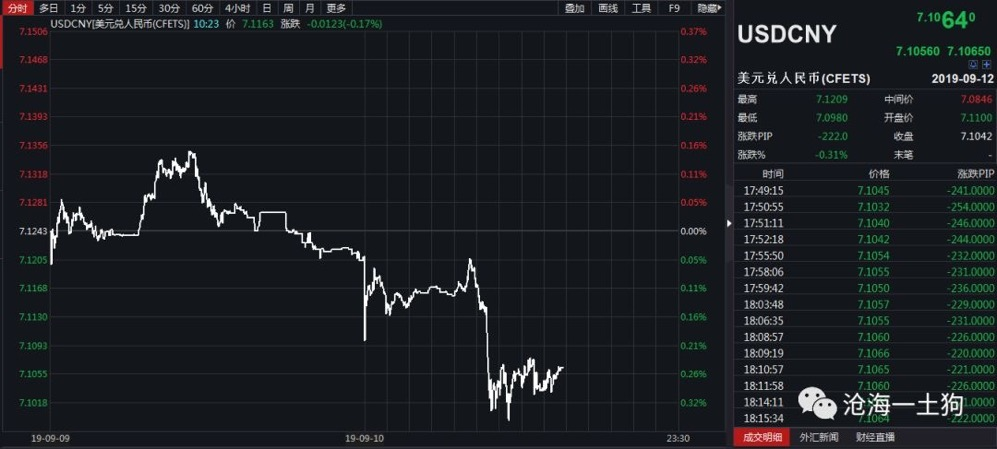 分时 多日 1分 5分 15分 30分 60分 4小时 日 周 月 更多 叠加 画线 工具 F9 隐藏
USDCNY[美元兑人民币(CFETS)] 10:23 价 7.1163 涨跌 -0.0123(-0.17%)
7.1506 0.37%
7.1468 0.32%
7.1431 0.26%
7.1393 0.21%
7.1356 0.16%
7.1318 0.11%
7.1281 0.05%
7.1243 0.00%
7.1205 0.05%
7.1168 0.11%
7.1130 0.16%
7.1093 0.21%
7.1055 0.26%
7.1018 0.32%
19-09-09 19-09-10 23:30
USDCNY 7.10640
7.10560 7.10650
美元兑人民币(CFETS) 2019-09-12
最高 7.1209 中间价 7.0846
最低 7.0980 开盘价 7.1100
涨跌PIP -222.0 收盘 7.1042
涨跌% -0.31% 末笔 -
时间 价格 涨跌PIP
17:49:15 7.1045 -241.0000
17:50:55 7.1032 -254.0000
17:51:11 7.1040 -246.0000
17:52:18 7.1042 -244.0000
17:55:50 7.1054 -232.0000
17:58:06 7.1055 -231.0000
17:59:42 7.1050 -236.0000
18:03:48 7.1057 -229.0000
18:06:35 7.1055 -231.0000
18:08:57 7.1060 -226.0000
18:09:19 7.1066 -220.0000
18:10:57 7.1065 -221.0000
18:11:58 7.1060 -226.0000
18:14:11
18:15:34 7.1064 -222.0000
沧海一土狗
成交明细 外汇新闻 财经直播